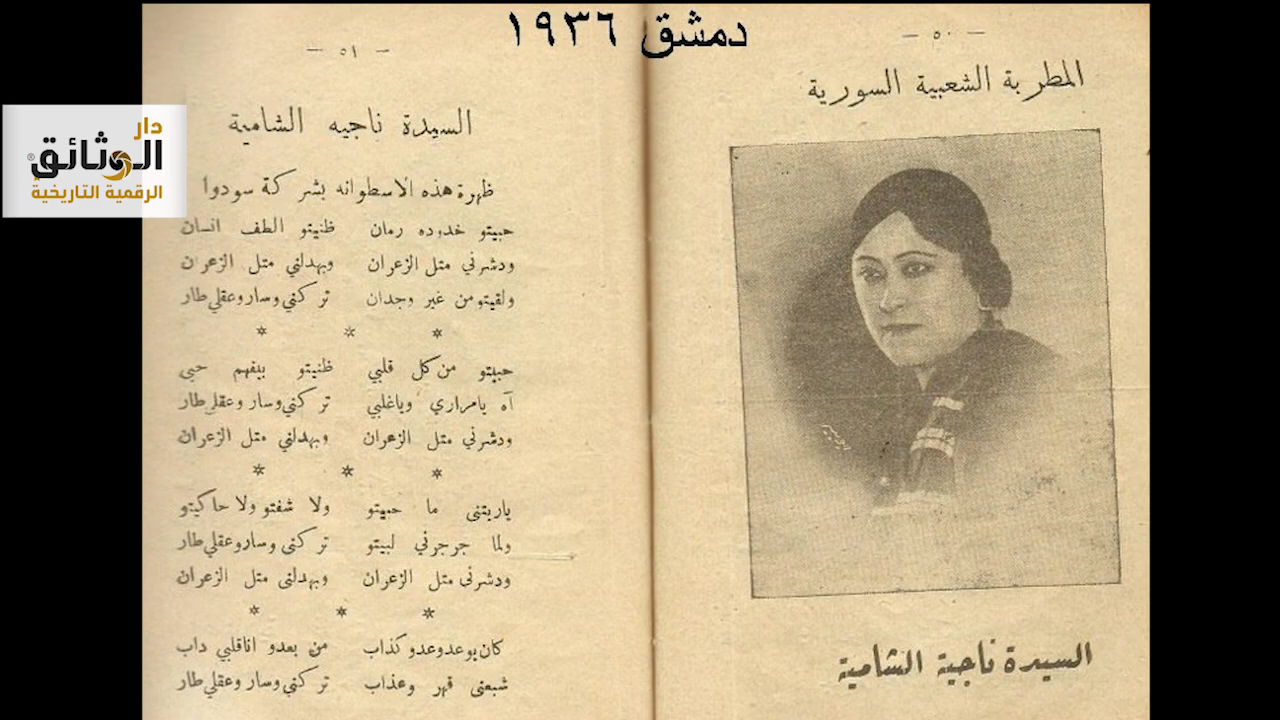 دمشق ١٩٣٦
دار
الوثائق
الرقمية التاريخية
- ٥٠ -
المطربة الشعبية السورية
السيدة ناجية الشامية
- ٥١ -
السيدة ناجيه الشامية
ظهرة هذه الاسطوانه بشركة سودوا
حبيتو خدوده رمان ظنيتو الطف انسان
ودشرني متل الزعران وبهدلني متل الزعران
ولقيتو من غير وجدان تركني وسار وعقلي طار
* * *
حبيتو من كل قلبي ظنيتو بيفهم حبي
آه يامراري وياغلبي تركني وسار وعقلي طار
ودشرني متل الزعران وبهدلني متل الزعران
* * *
ياريتني ما حبيتو ولا شفتو ولا حاكيتو
ولما جرجرني لبيتو تركني وسار وعقلي طار
ودشرني متل الزعران وبهدلني متل الزعران
* * *
كان يوعدو عدو كذاب من بعدو انا قلبي داب
شبعني قهر وعذاب تركني وسار وعقلي طار